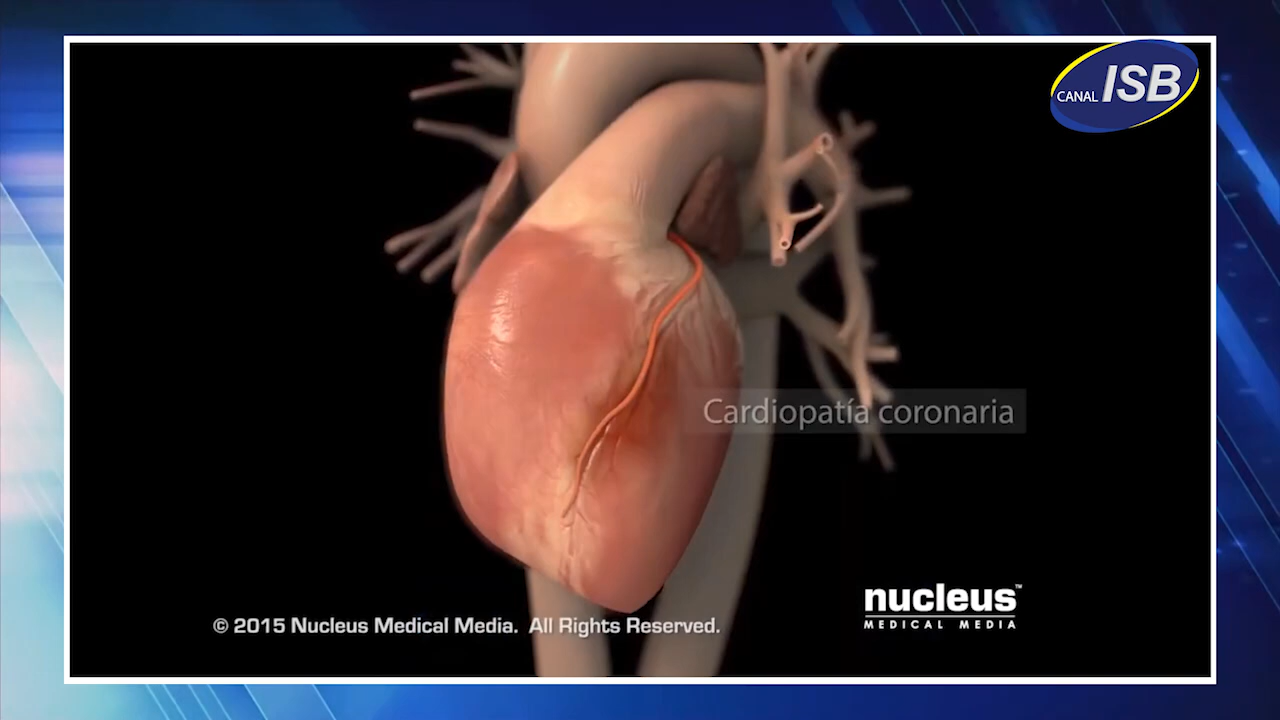 CANAL ISB
Cardiopatía coronaria
nucleus™
MEDICAL MEDIA
© 2015 Nucleus Medical Media. All Rights Reserved.